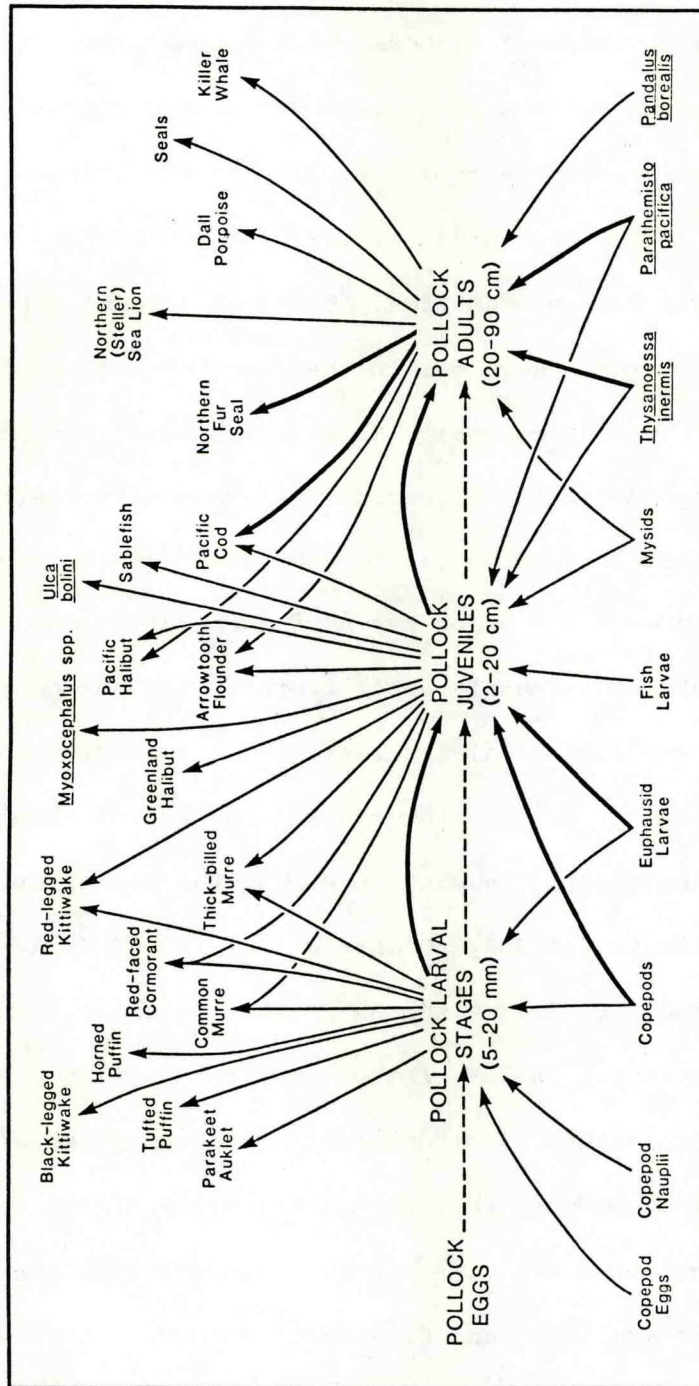 Killer
Whale
Seals
Dall
Porpoise
Northern
(Steller)
Sea Lion
Northern
Fur
Seal
Ulca
bolini
Sablefish
Pacific
Cod
Myoxocephalus spp.
Pacific
Halibut
Arrowtooth
Flounder
Greenland
Halibut
Red-legged
Kittiwake
Thick-billed
Murre
Red-faced
Cormorant
Common
Murre
Horned
Puffin
Black-legged
Kittiwake
Tufted
Puffin
Parakeet
Auklet
POLLOCK
EGGS
POLLOCK LARVAL
STAGES
(5-20 mm)
POLLOCK
JUVENILES
(2-20 cm)
POLLOCK
ADULTS
(20-90 cm)
Copepod
Eggs
Copepod
Nauplii
Copepods
Euphausid
Larvae
Fish
Larvae
Mysids
Thysanoessa
inermis
Parathemisto
pacifica
Pandalus
borealis